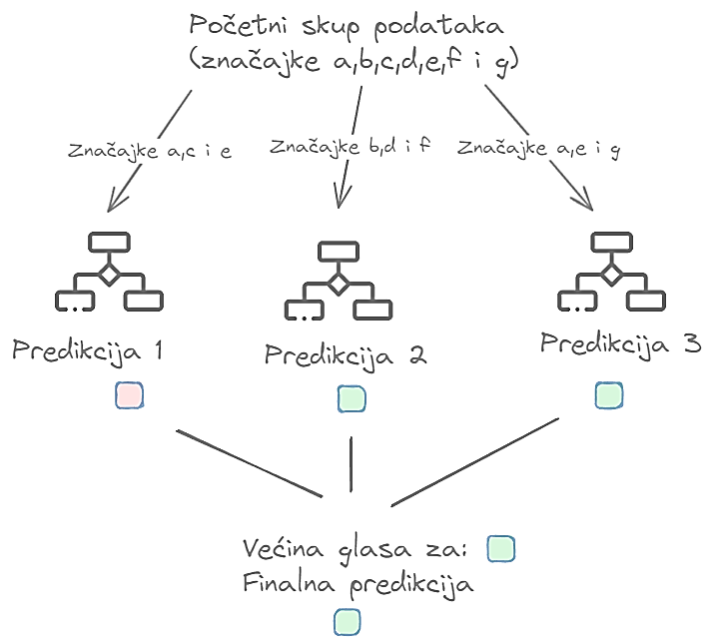 Početni skup podataka
(značajke a,b,c,d,e,f i g)
Značajke a,c i e
Značajke b,d i f
Značajke a,e i g
Predikcija 1
Predikcija 2
Predikcija 3
Većina glasa za:
Finalna predikcija